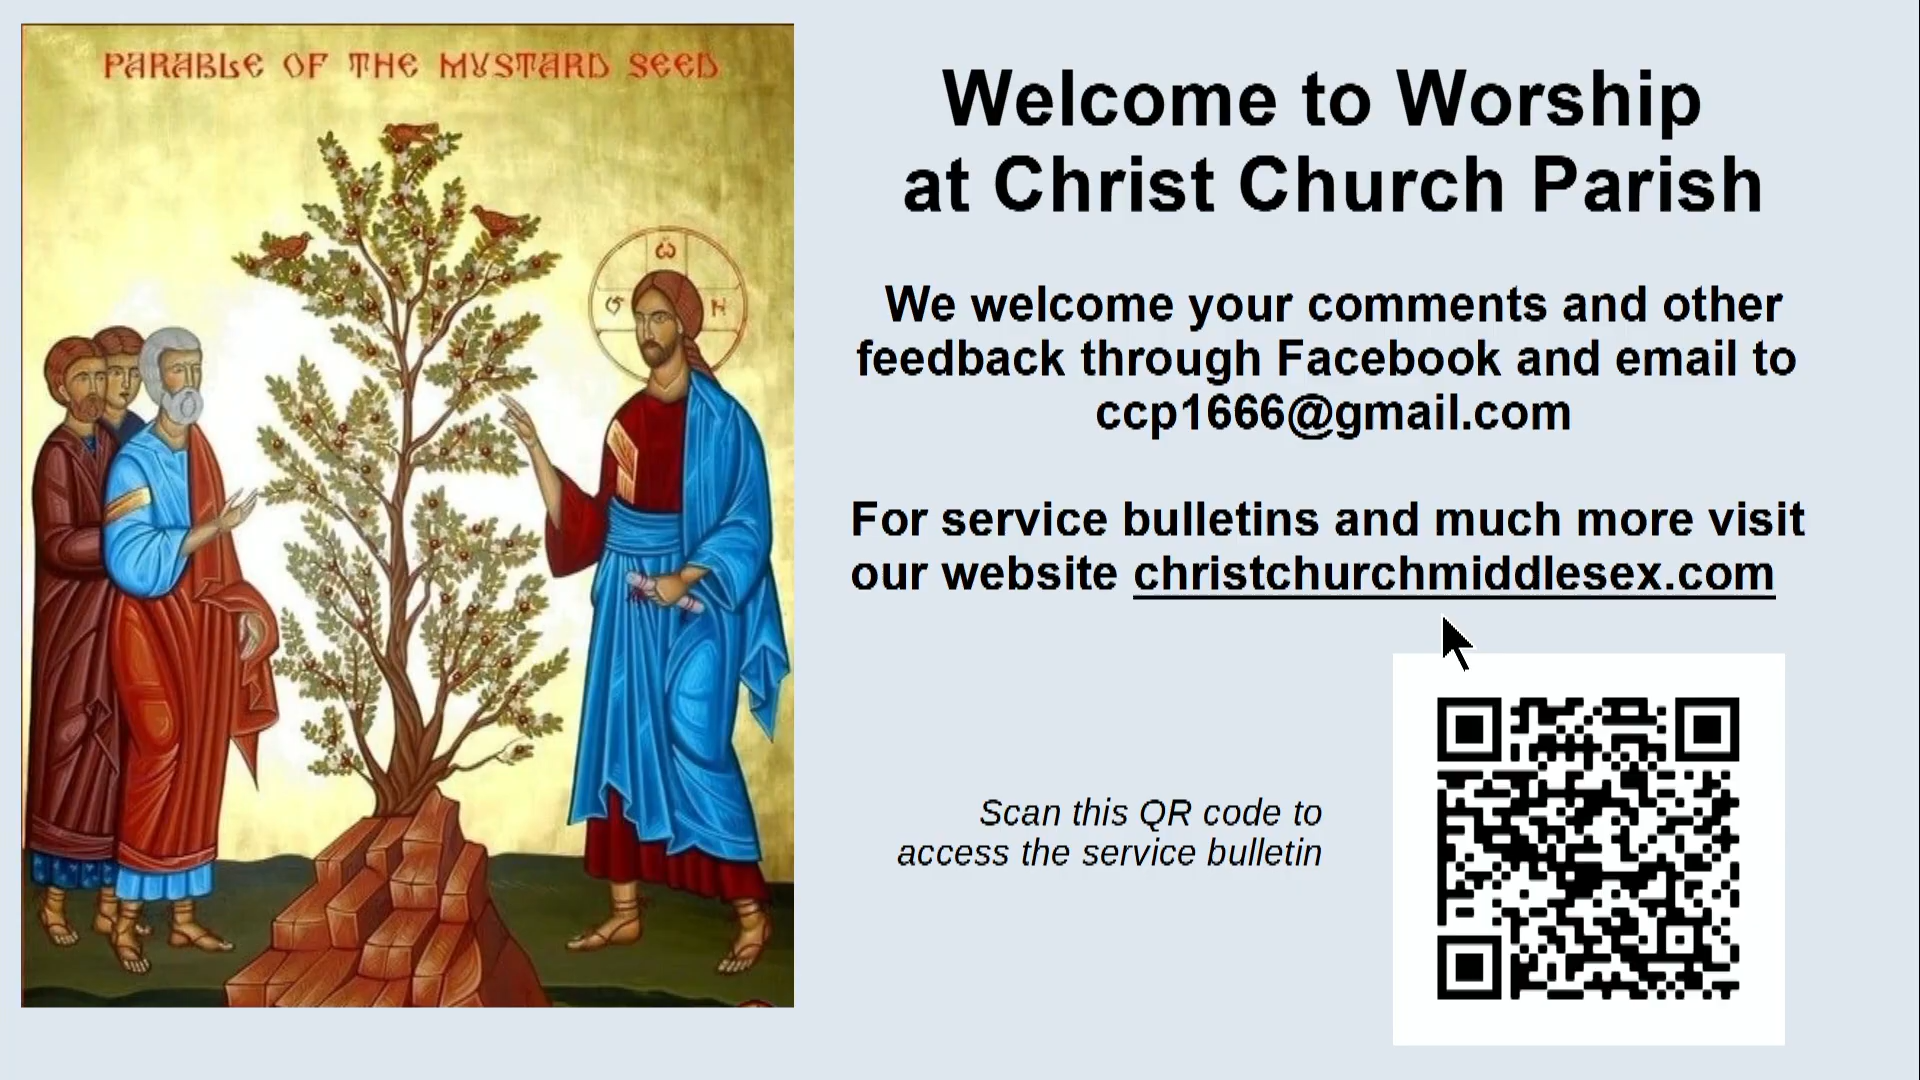 PARABLE OF THE MUSTARD SEED
Welcome to Worship
at Christ Church Parish
We welcome your comments and other
feedback through Facebook and email to
ccp1666@gmail.com
For service bulletins and much more visit
our website christchurchmiddlesex.com
Scan this QR code to
access the service bulletin